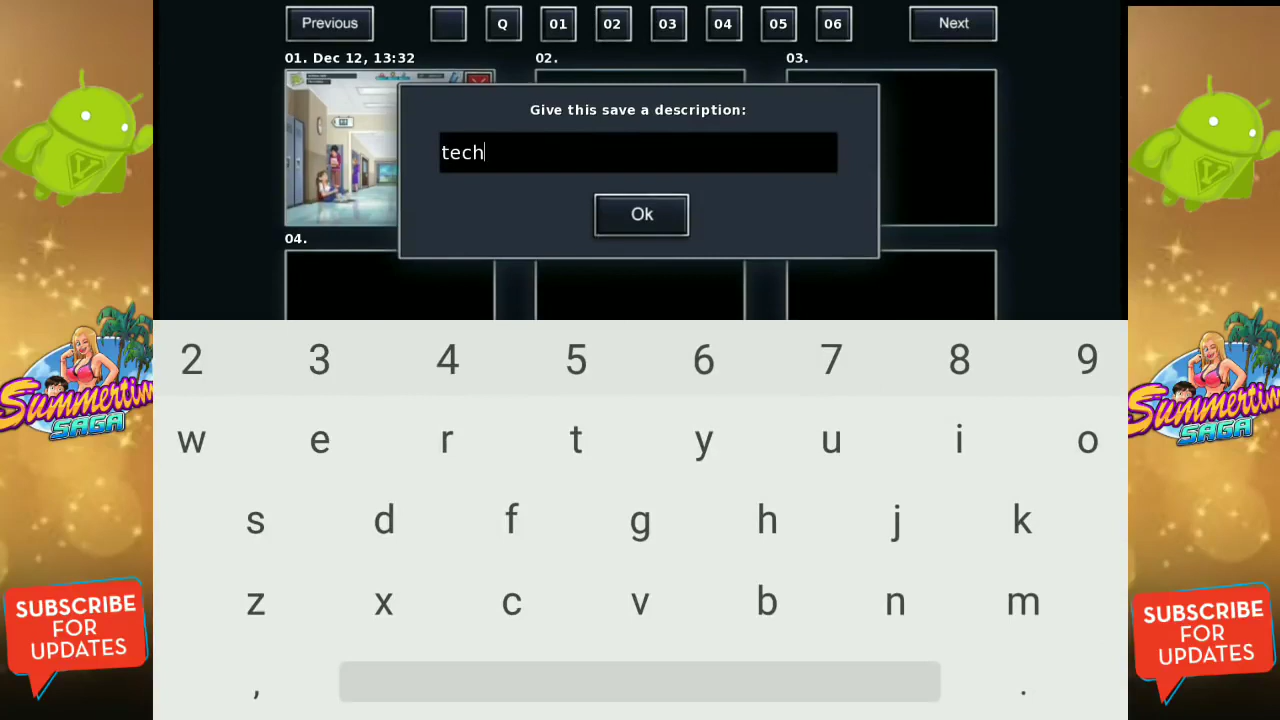 Previous
Q
01
02
03
04
05
06
Next
01. Dec 12, 13:32
02.
03.
Give this save a description:
tech
Ok
04.
2 3 4 5 6 7 8 9
w e r t y u i o
s d f g h j k
z x c v b n m
, .
Summertim
SAGA
SUBSCRIBE
FOR
UPDATES
Summertim
SAGA
SUBSCRIBE
FOR
UPDATES